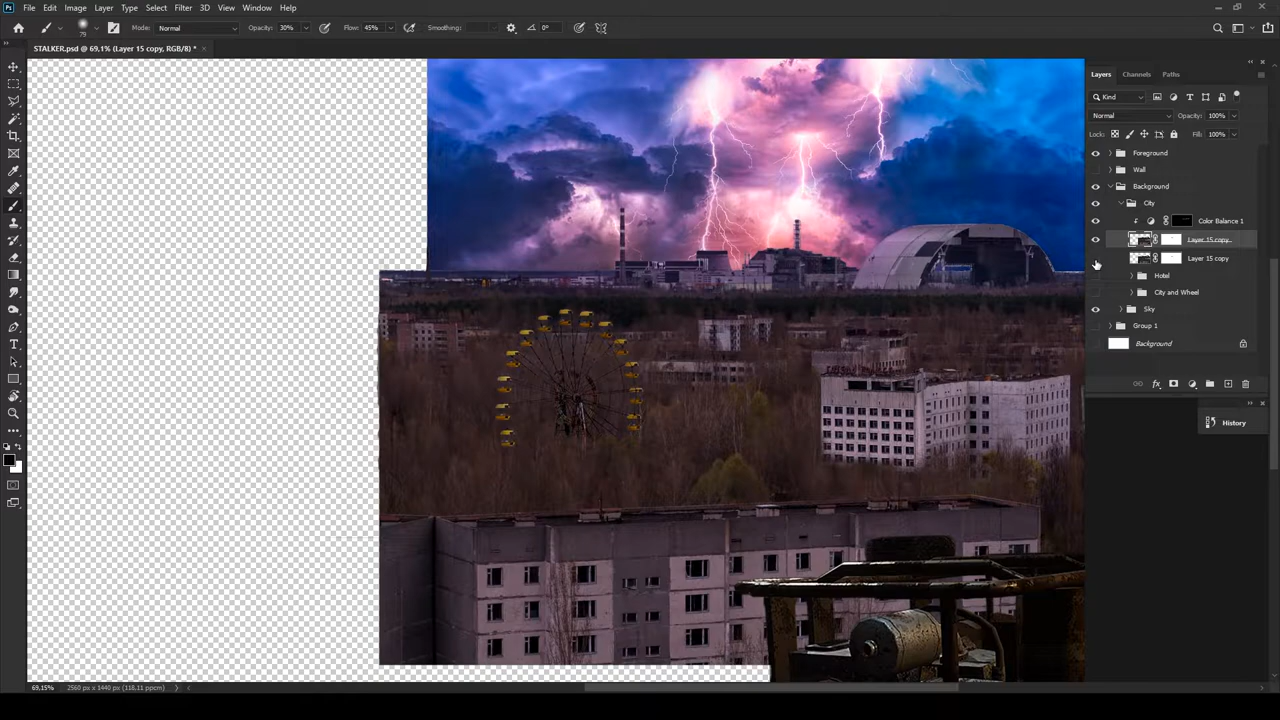 File Edit Image Layer Type Select Filter 3D View Window Help
79 Mode: Normal Opacity: 30% Flow: 45% Smoothing: 0°
STALKER.psd @ 69,1% (Layer 15 copy, RGB/8) * ×
Layers Channels Paths
Kind
Normal Opacity: 100%
Lock: Fill: 100%
Foreground
Wall
Background
City
Color Balance 1
Layer 15 copy
Layer 15 copy
Hotel
City and Wheel
Sky
Group 1
Background
fx
History
69,15% 2560 px x 1440 px (118,11 ppcm)